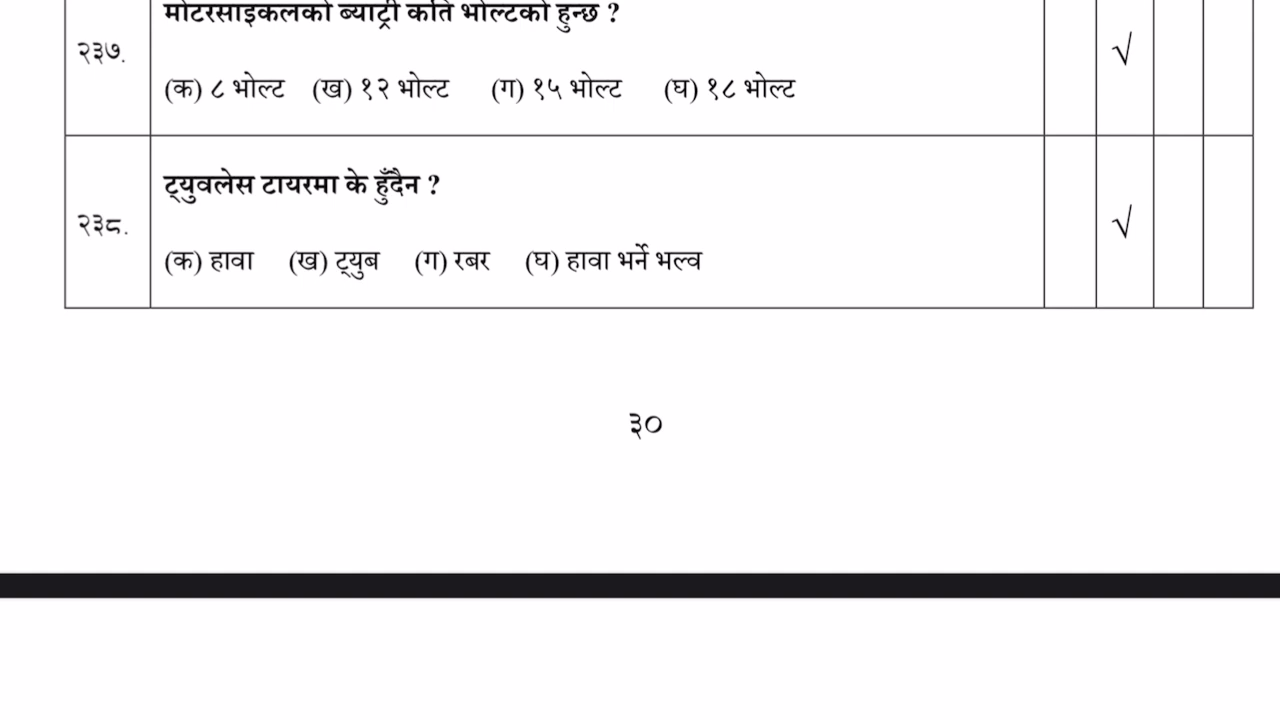 मोटरसाइकलको ब्याट्री कति भोल्टको हुन्छ ?
२३७.
√
(क) ८ भोल्ट (ख) १२ भोल्ट (ग) १५ भोल्ट (घ) १८ भोल्ट
ट्युवलेस टायरमा के हुँदैन ?
२३८.
√
(क) हावा (ख) ट्युब (ग) रबर (घ) हावा भर्ने भल्व
३०